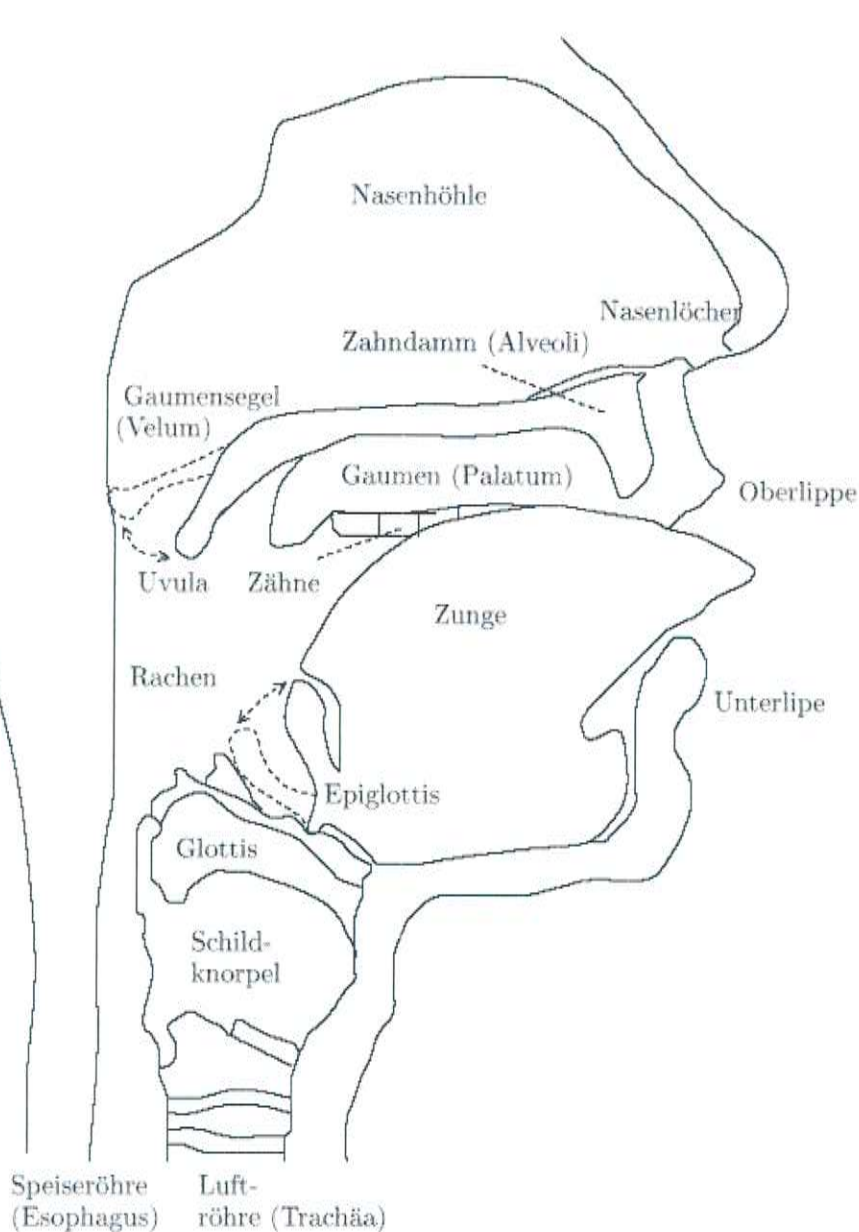 Nasenhöhle
Nasenlöcher
Zahndamm (Alveoli)
Gaumensegel
(Velum)
Gaumen (Palatum)
Oberlippe
Uvula
Zähne
Zunge
Rachen
Unterlipe
Epiglottis
Glottis
Schild-
knorpel
Speiseröhre
(Esophagus)
Luft-
röhre (Trachäa)